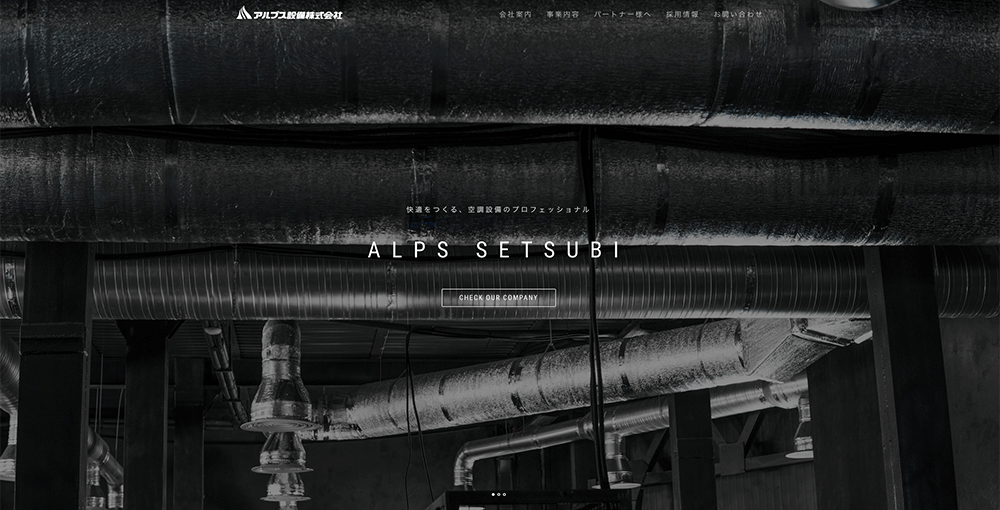 アルプス設備株式会社
会社案内 事業内容 パートナー様へ 採用情報 お問い合わせ
快適をつくる、空調設備のプロフェッショナル
ALPS SETSUBI
CHECK OUR COMPANY